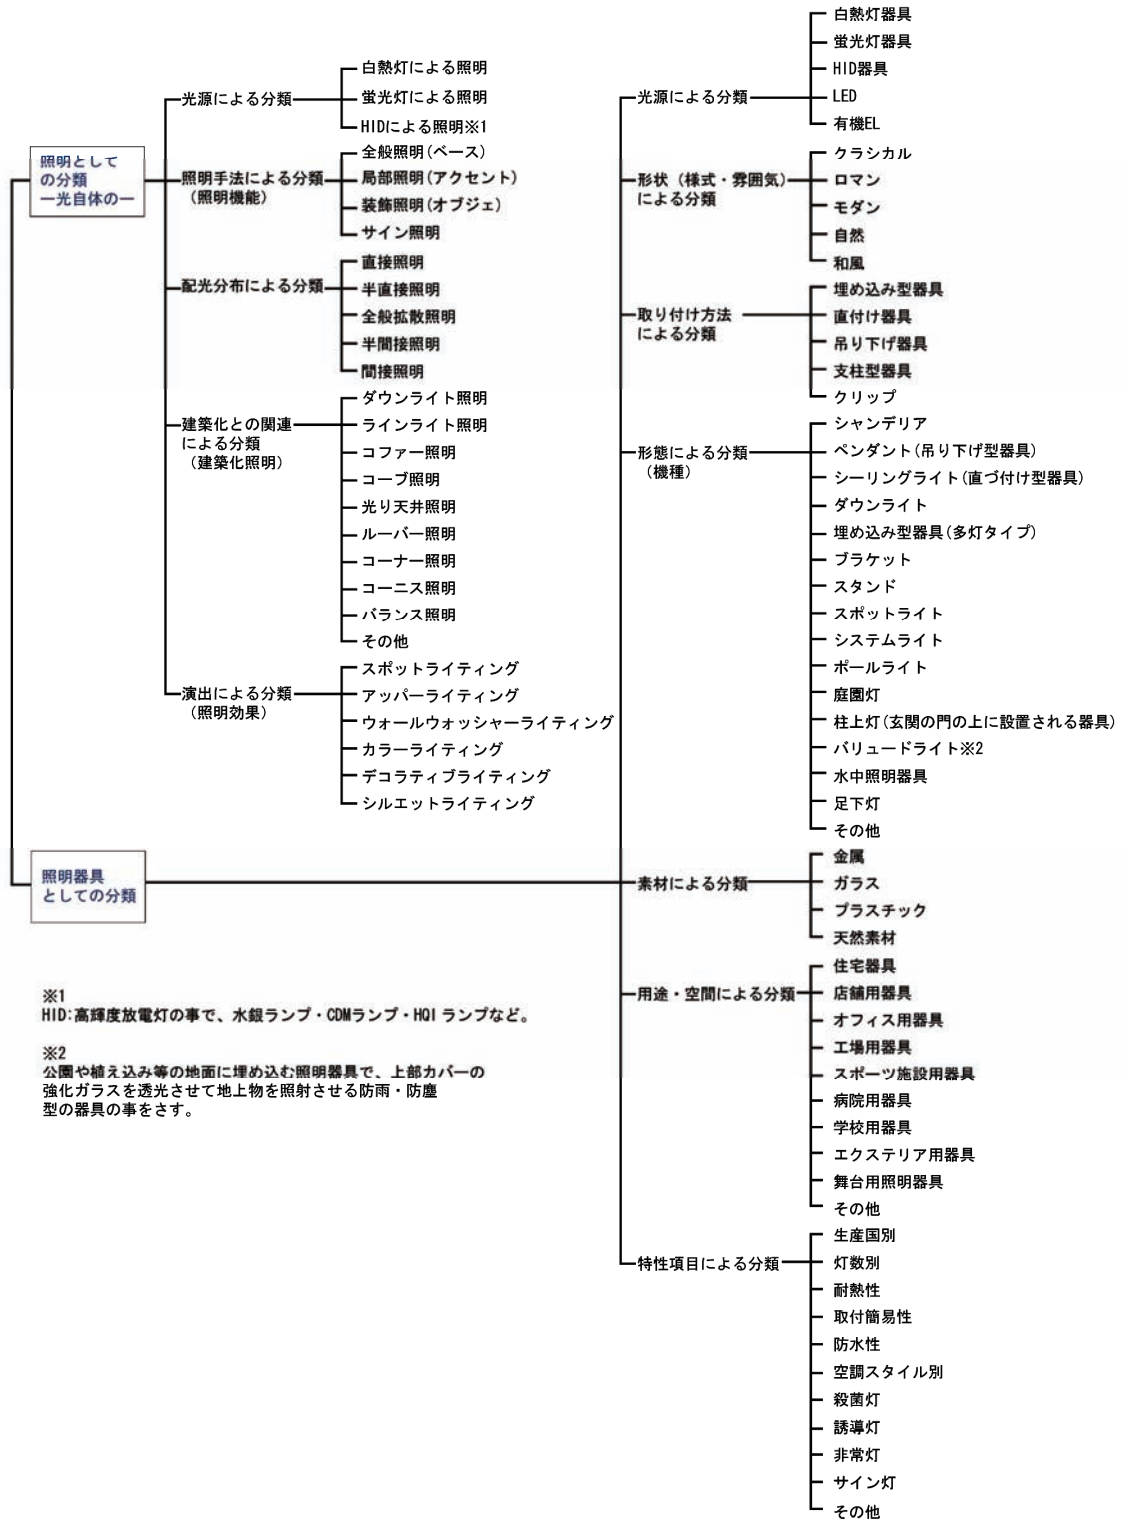 照明として
の分類
ー光自体のー
光源による分類
白熱灯による照明
蛍光灯による照明
HIDによる照明※1
照明手法による分類
（照明機能）
全般照明(ベース)
局部照明(アクセント)
装飾照明(オブジェ)
サイン照明
配光分布による分類
直接照明
半直接照明
全般拡散照明
半間接照明
間接照明
建築化との関連
による分類
（建築化照明）
ダウンライト照明
ラインライト照明
コファー照明
コーブ照明
光り天井照明
ルーバー照明
コーナー照明
コーニス照明
バランス照明
その他
演出による分類
（照明効果）
スポットライティング
アッパーライティング
ウォールウォッシャーライティング
カラーライティング
デコラティブライティング
シルエットライティング
照明器具
としての分類
光源による分類
白熱灯器具
蛍光灯器具
HID器具
LED
有機EL
形状（様式・雰囲気）
による分類
クラシカル
ロマン
モダン
自然
和風
取り付け方法
による分類
埋め込み型器具
直付け器具
吊り下げ器具
支柱型器具
クリップ
形態による分類
（機種）
シャンデリア
ペンダント(吊り下げ型器具)
シーリングライト(直づ付け型器具)
ダウンライト
埋め込み型器具(多灯タイプ)
ブラケット
スタンド
スポットライト
システムライト
ポールライト
庭園灯
柱上灯(玄関の門の上に設置される器具)
バリュードライト※2
水中照明器具
足下灯
その他
素材による分類
金属
ガラス
プラスチック
天然素材
用途・空間による分類
住宅器具
店舗用器具
オフィス用器具
工場用器具
スポーツ施設用器具
病院用器具
学校用器具
エクステリア用器具
舞台用照明器具
その他
特性項目による分類
生産国別
灯数別
耐熱性
取付簡易性
防水性
空調スタイル別
殺菌灯
誘導灯
非常灯
サイン灯
その他
※1
HID:高輝度放電灯の事で、水銀ランプ・CDMランプ・HQIランプなど。
※2
公園や植え込み等の地面に埋め込む照明器具で、上部カバーの
強化ガラスを透光させて地上物を照射させる防雨・防塵
型の器具の事をさす。